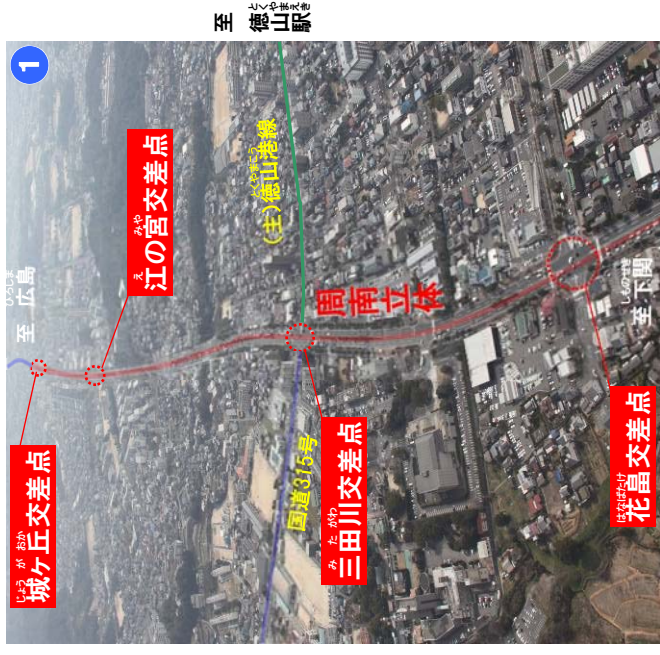 1
至 徳山駅
とくやまえき
至 広島
ひろしま
城ヶ丘交差点
じょう が おか
江の宮交差点
え みや
(主)徳山港線
とくやまこう
国道315号
周南立体
三田川交差点
み た がわ
花畠交差点
はなばたけ
至 下関
しものせき